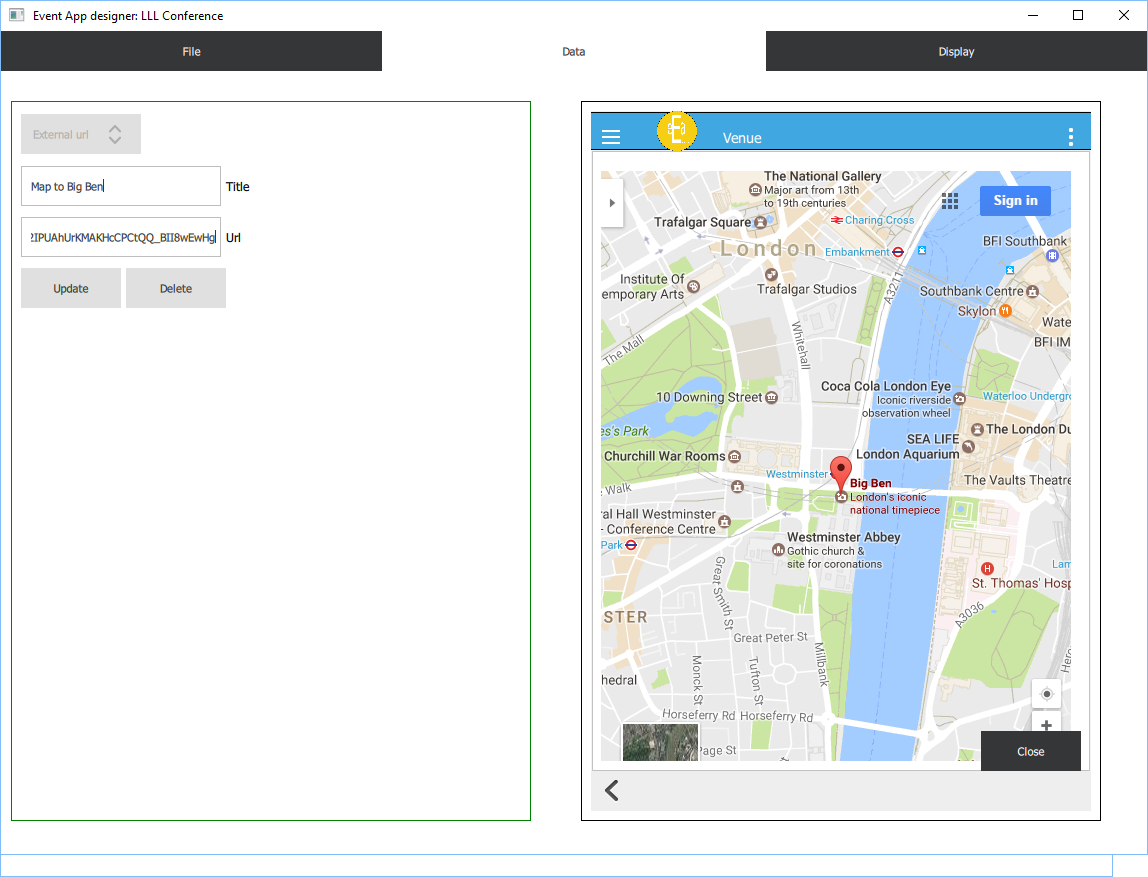 Event App designer: LLL Conference
File
Data
Display
External url
Map to Big Ben
Title
2IPUAhUrKMAKHcCPCtQQ_BII8wEwHg
Url
Update
Delete
Venue
The National Gallery
Major art from 13th
to 19th centuries
Sign in
Trafalgar Square
Charing Cross
London
Embankment
BFI Southbank
Institute Of
emporary Arts
Trafalgar Studios
A3211
Southbank Centre
Skylon
Wate
BFI IM
The Mall
Whitehall
Coca Cola London Eye
Iconic riverside
observation wheel
10 Downing Street
Waterloo Undergro
es's Park
The London Du
SEA LIFE
London Aquarium
Churchill War Rooms
Westminster
Big Ben
London's iconic
national timepiece
The Vaults Theatre
Walk
ral Hall Westminster
- Conference Centre
Park
Westminster Abbey
Gothic church &
site for coronations
Lam
St. Thomas' Hosp
Great Smith St
A3036
STER
Great Peter St
Millbank
Monck St
Tufton St
hedral
Horseferry Rd
Horseferry Rd
Page St
Close